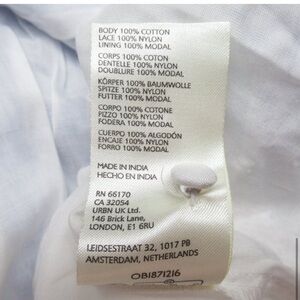 BODY 100% COTTON
LACE 100% NYLON
LINING 100% MODAL
CORPS 100% COTON
DENTELLE 100% NYLON
DOUBLURE 100% MODAL
KÖRPER 100% BAUMWOLLE
SPITZE 100% NYLON
FUTTER 100% MODAL
CORPO 100% COTONE
PIZZO 100% NYLON
FODERA 100% MODAL
CUERPO 100% ALGODÓN
ENCAJE 100% NYLON
FORRO 100% MODAL
MADE IN INDIA
HECHO EN INDIA
RN 66170
CA 32054
URBN UK Ltd.
146 Brick Lane,
LONDON, E1 6RU
LEIDSESTRAAT 32, 1017 PB
AMSTERDAM, NETHERLANDS
OB1871216